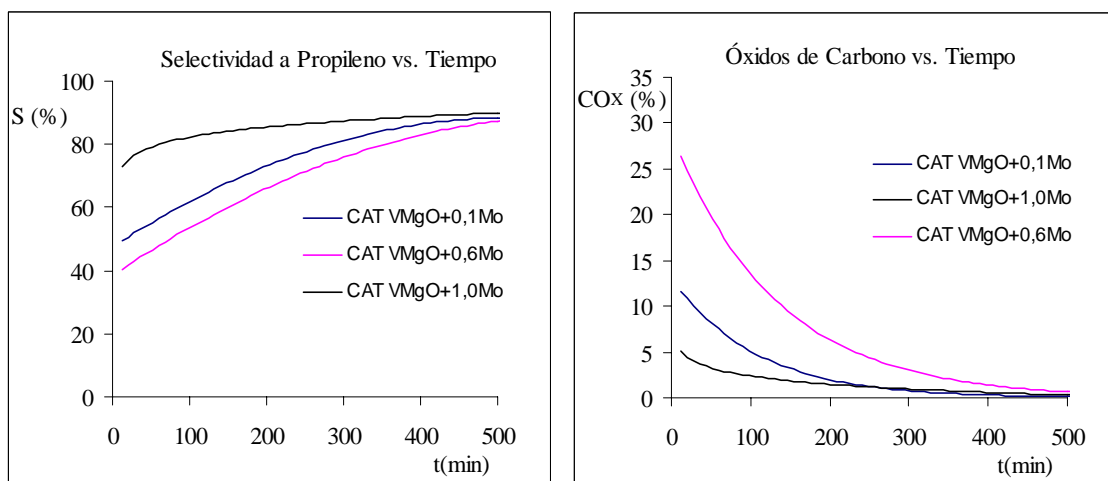 Selectividad a Propileno vs. Tiempo
S (%)
100
80
60
40
20
0
CAT VMgO+0,1Mo
CAT VMgO+0,6Mo
CAT VMgO+1,0Mo
0 100 200 300 400 500
t(min)
Óxidos de Carbono vs. Tiempo
COx (%)
35
30
25
20
15
10
5
0
CAT VMgO+0,1Mo
CAT VMgO+1,0Mo
CAT VMgO+0,6Mo
0 100 200 300 400 500
t(min)